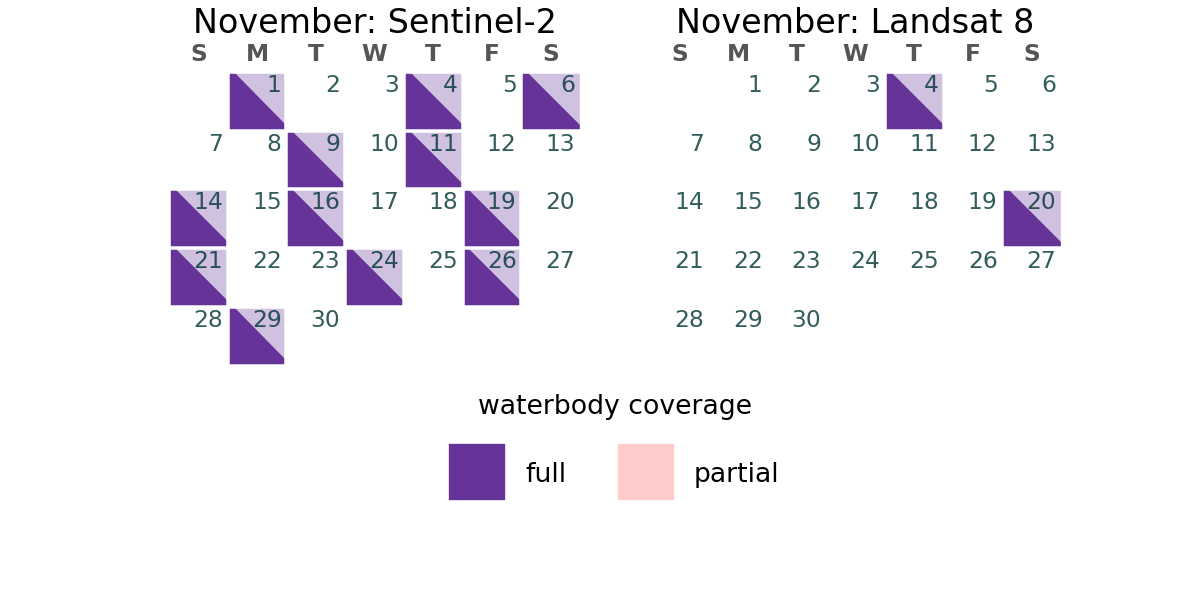 November: Sentinel-2
S M T W T F S
1 2 3 4 5 6
7 8 9 10 11 12 13
14 15 16 17 18 19 20
21 22 23 24 25 26 27
28 29 30
November: Landsat 8
S M T W T F S
1 2 3 4 5 6
7 8 9 10 11 12 13
14 15 16 17 18 19 20
21 22 23 24 25 26 27
28 29 30
waterbody coverage
full partial